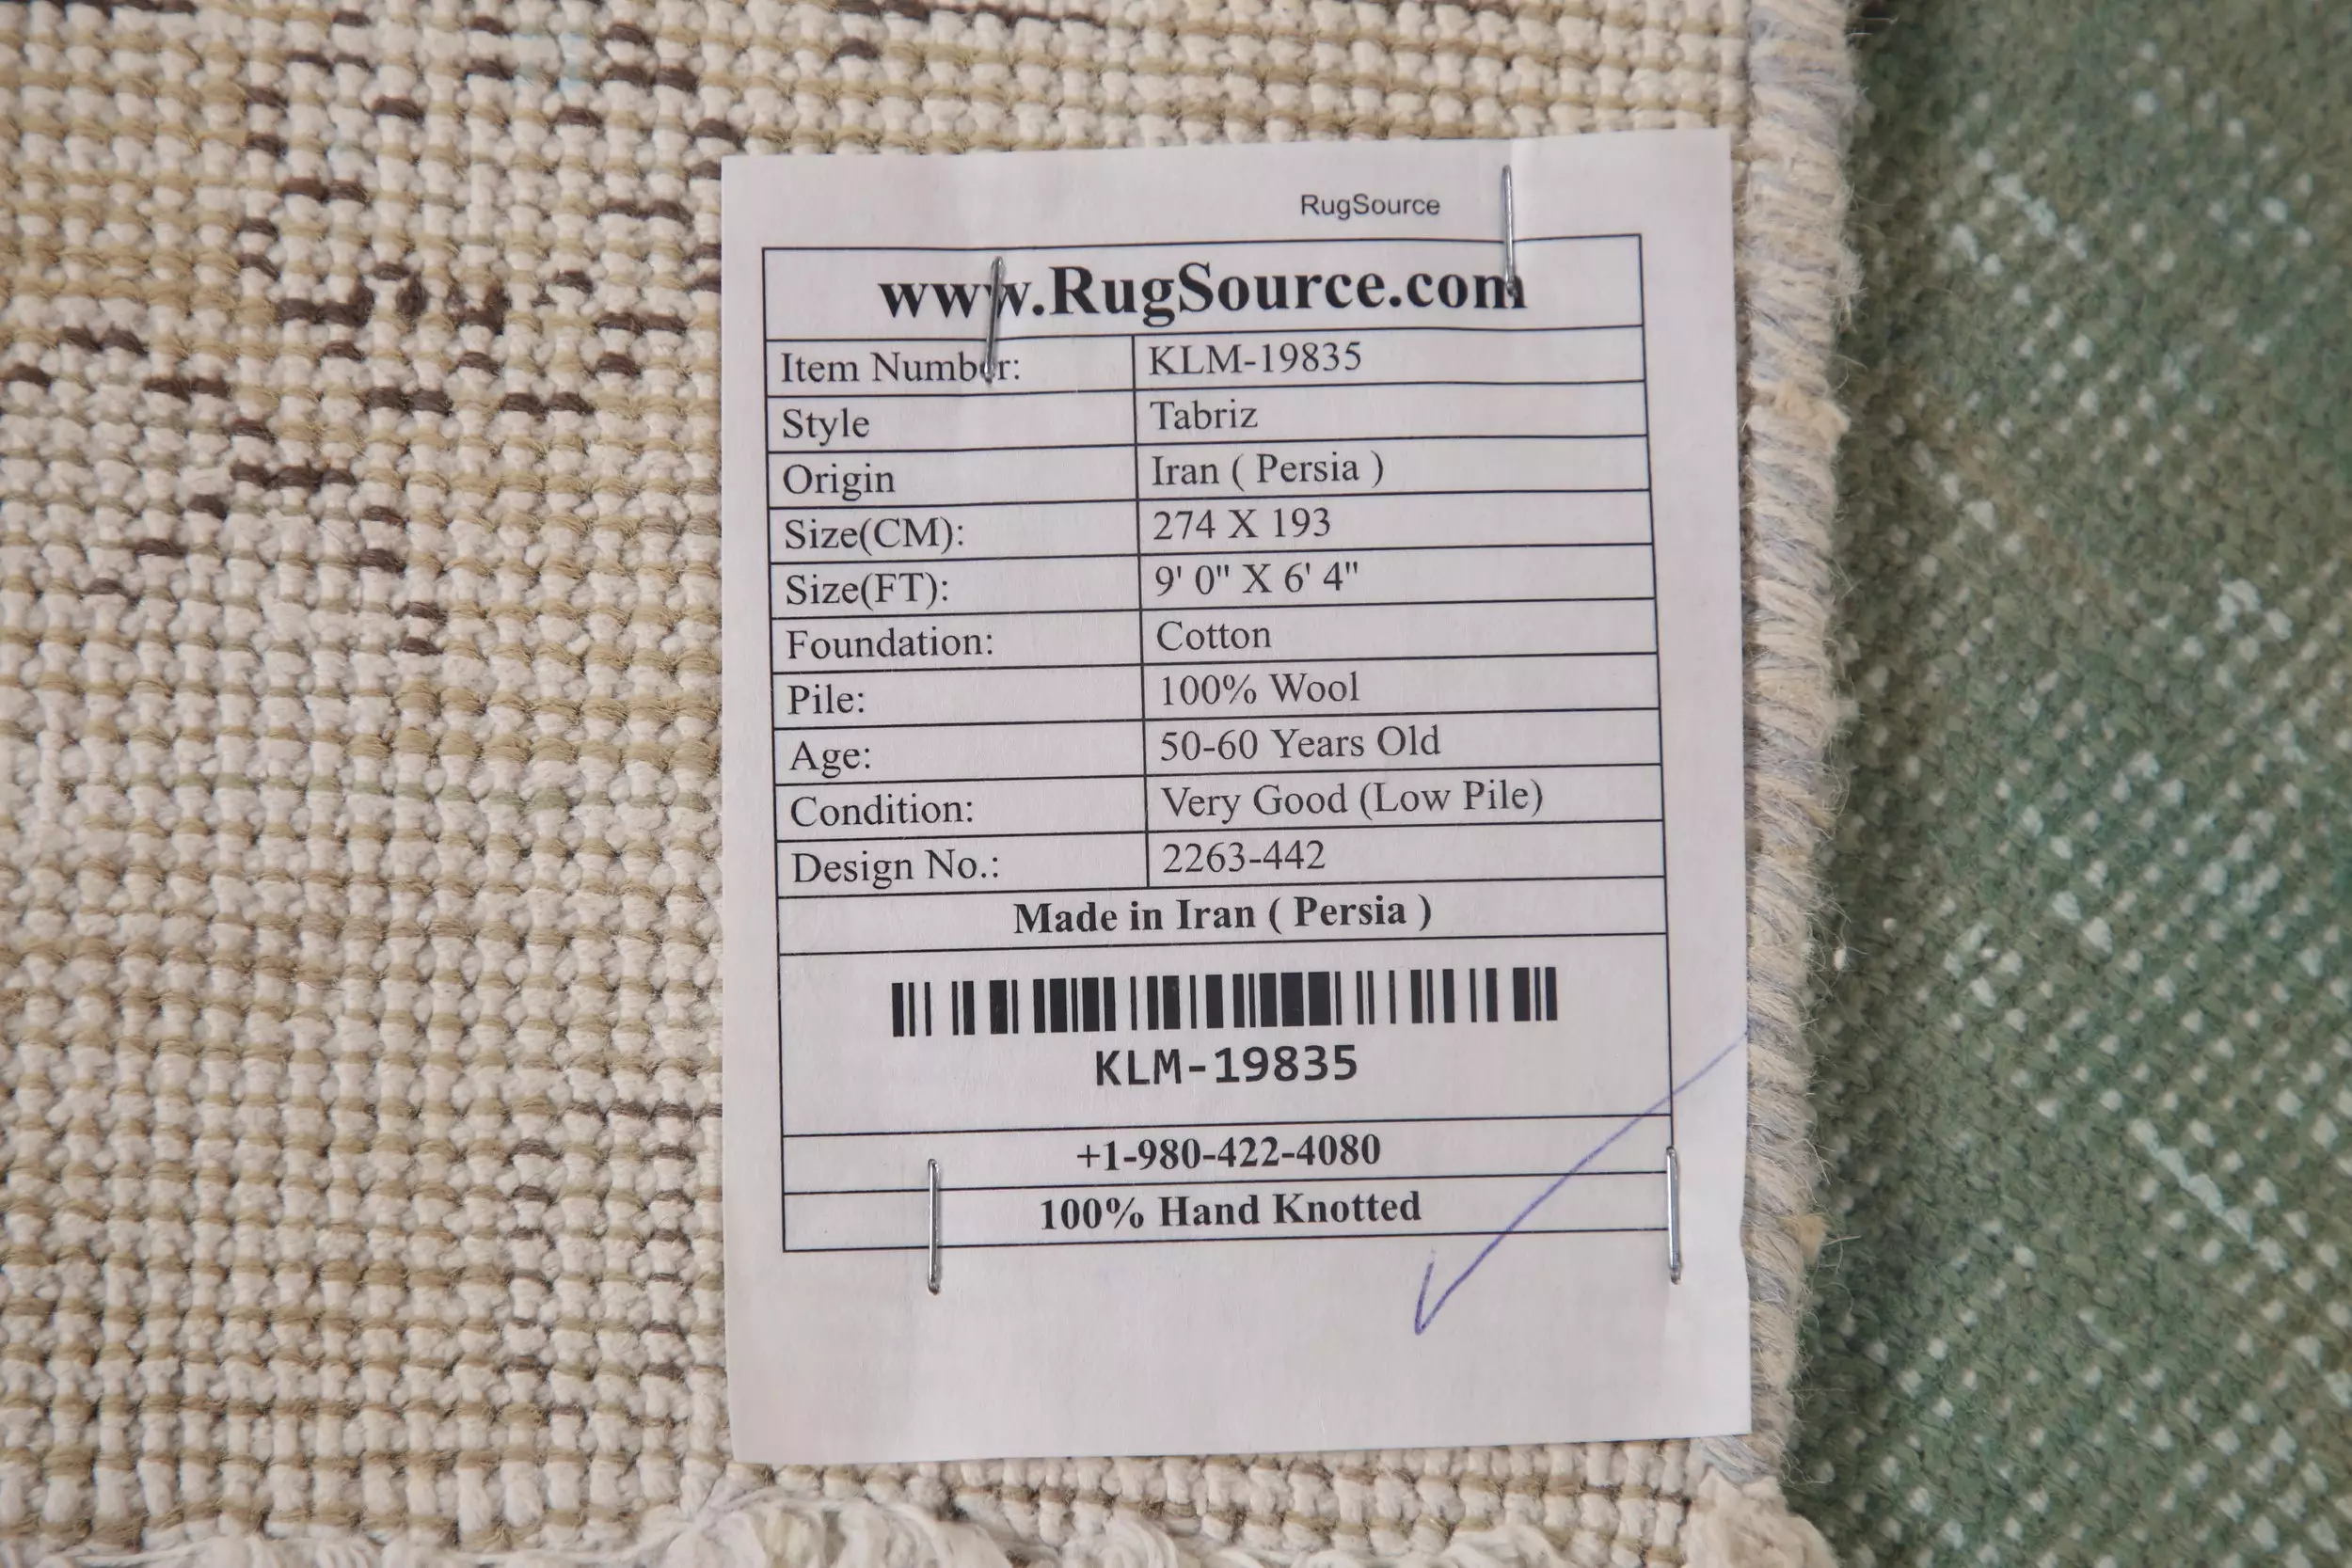 RugSource
www.RugSource.com
Item Number: KLM-19835
Style Tabriz
Origin Iran ( Persia )
Size(CM): 274 X 193
Size(FT): 9' 0" X 6' 4"
Foundation: Cotton
Pile: 100% Wool
Age: 50-60 Years Old
Condition: Very Good (Low Pile)
Design No.: 2263-442
Made in Iran ( Persia )
KLM-19835
+1-980-422-4080
100% Hand Knotted